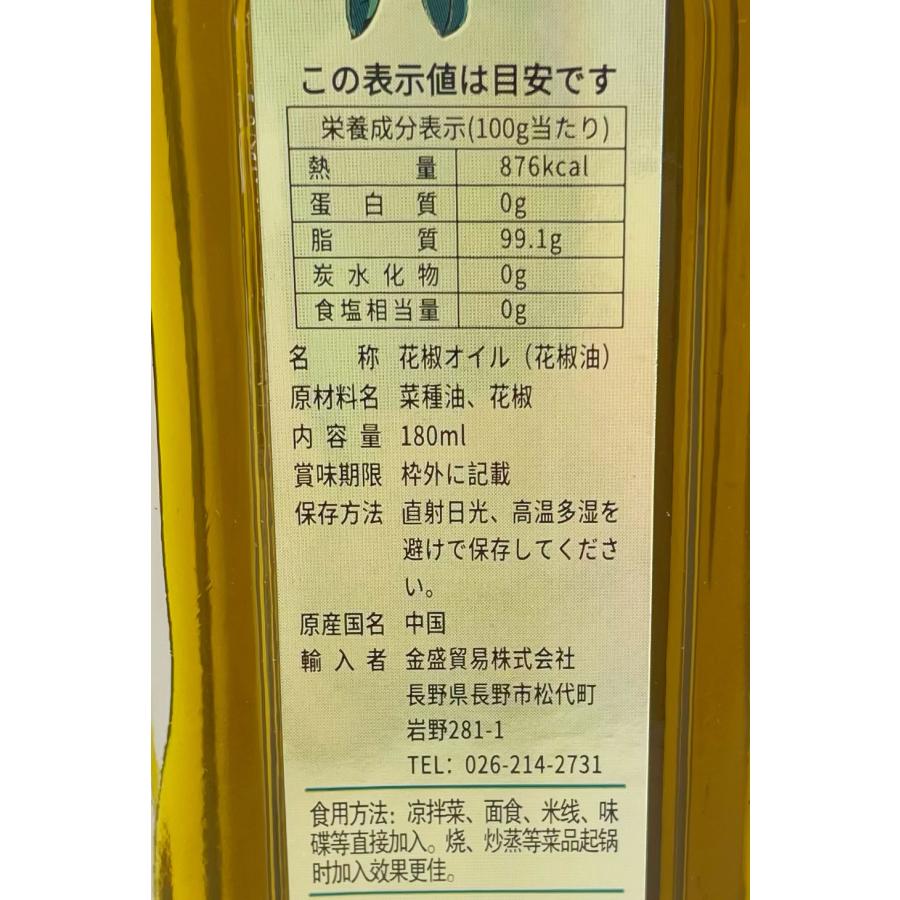 この表示値は目安です
栄養成分表示(100g当たり)
熱量 876kcal
蛋白質 0g
脂質 99.1g
炭水化物 0g
食塩相当量 0g
名称 花椒オイル（花椒油）
原材料名 菜種油、花椒
内容量 180ml
賞味期限 枠外に記載
保存方法 直射日光、高温多湿を
避けて保存してくださ
い。
原産国名 中国
輸入者 金盛貿易株式会社
長野県長野市松代町
岩野281-1
TEL：026-214-2731
食用方法：凉拌菜、面食、米线、味
碟等直接加入。烧、炒蒸等菜品起锅
时加入效果更佳。